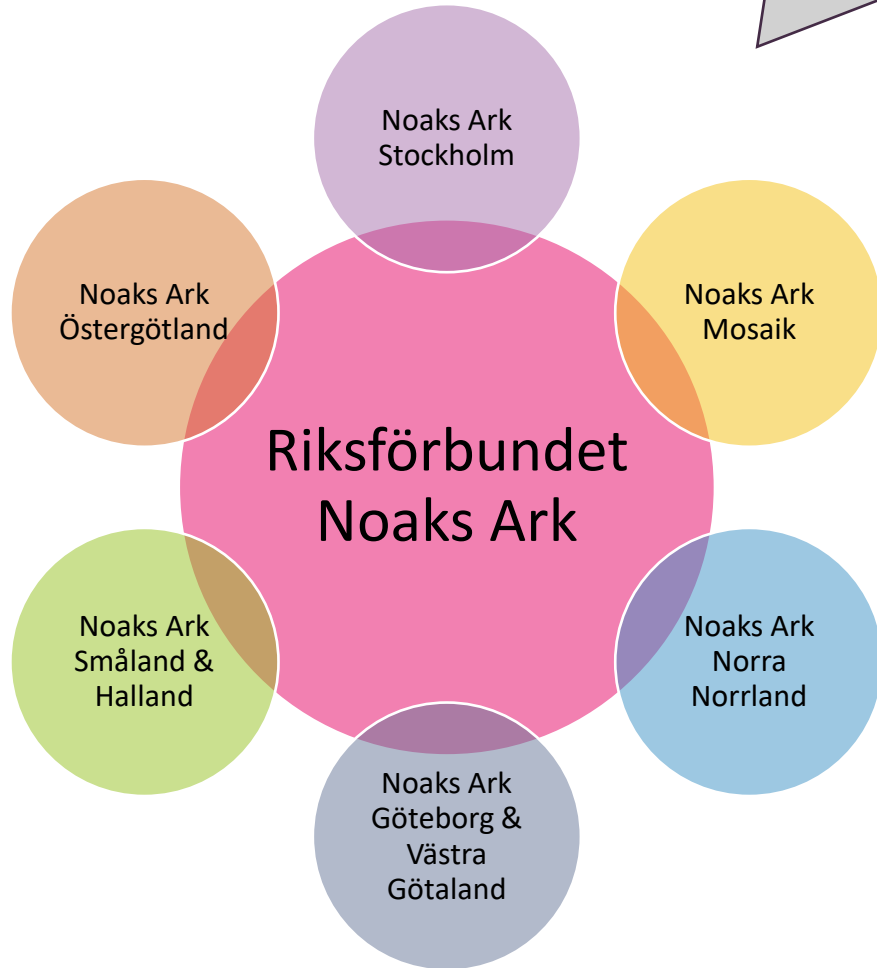 Noaks Ark
Stockholm
Noaks Ark
Östergötland
Noaks Ark
Mosaik
Riksförbundet
Noaks Ark
Noaks Ark
Småland &
Halland
Noaks Ark
Norra
Norrland
Noaks Ark
Göteborg &
Västra
Götaland